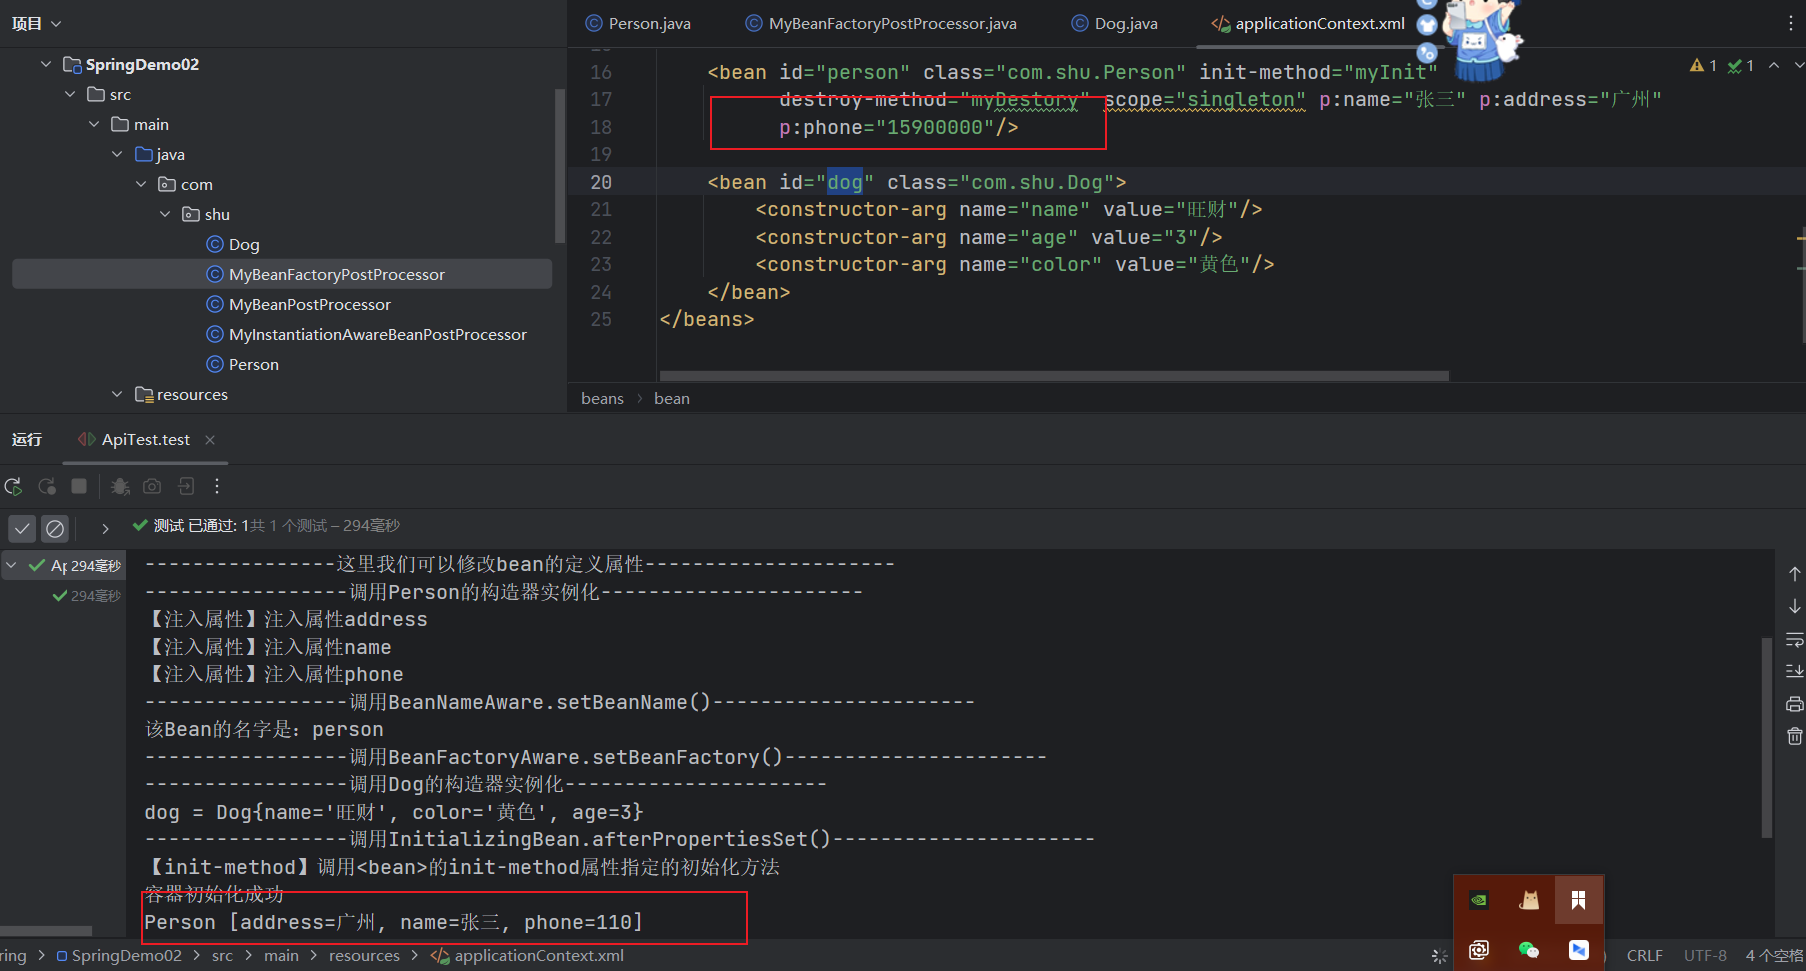 项目
Person.java
MyBeanFactoryPostProcessor.java
Dog.java
applicationContext.xml
SpringDemo02
src
main
java
com
shu
Dog
MyBeanFactoryPostProcessor
MyBeanPostProcessor
MyInstantiationAwareBeanPostProcessor
Person
resources
1 1
16 <bean id="person" class="com.shu.Person" init-method="myInit"
17 destroy-method="myDestory" scope="singleton" p:name="张三" p:address="广州"
18 p:phone="15900000"/>
19
20 <bean id="dog" class="com.shu.Dog">
21 <constructor-arg name="name" value="旺财"/>
22 <constructor-arg name="age" value="3"/>
23 <constructor-arg name="color" value="黄色"/>
24 </bean>
25 </beans>
beans
bean
运行
ApiTest.test
测试 已通过: 1共 1 个测试 – 294毫秒
294毫秒
294毫秒
----------------这里我们可以修改bean的定义属性---------------------
-----------------调用Person的构造器实例化----------------------
【注入属性】注入属性address
【注入属性】注入属性name
【注入属性】注入属性phone
-----------------调用BeanNameAware.setBeanName()----------------------
该Bean的名字是：person
-----------------调用BeanFactoryAware.setBeanFactory()----------------------
-----------------调用Dog的构造器实例化----------------------
dog = Dog{name='旺财', color='黄色', age=3}
-----------------调用InitializingBean.afterPropertiesSet()----------------------
【init-method】调用<bean>的init-method属性指定的初始化方法
容器初始化成功
Person [address=广州, name=张三, phone=110]
ring
SpringDemo02
src
main
resources
applicationContext.xml
CRLF
UTF-8
4 个空格